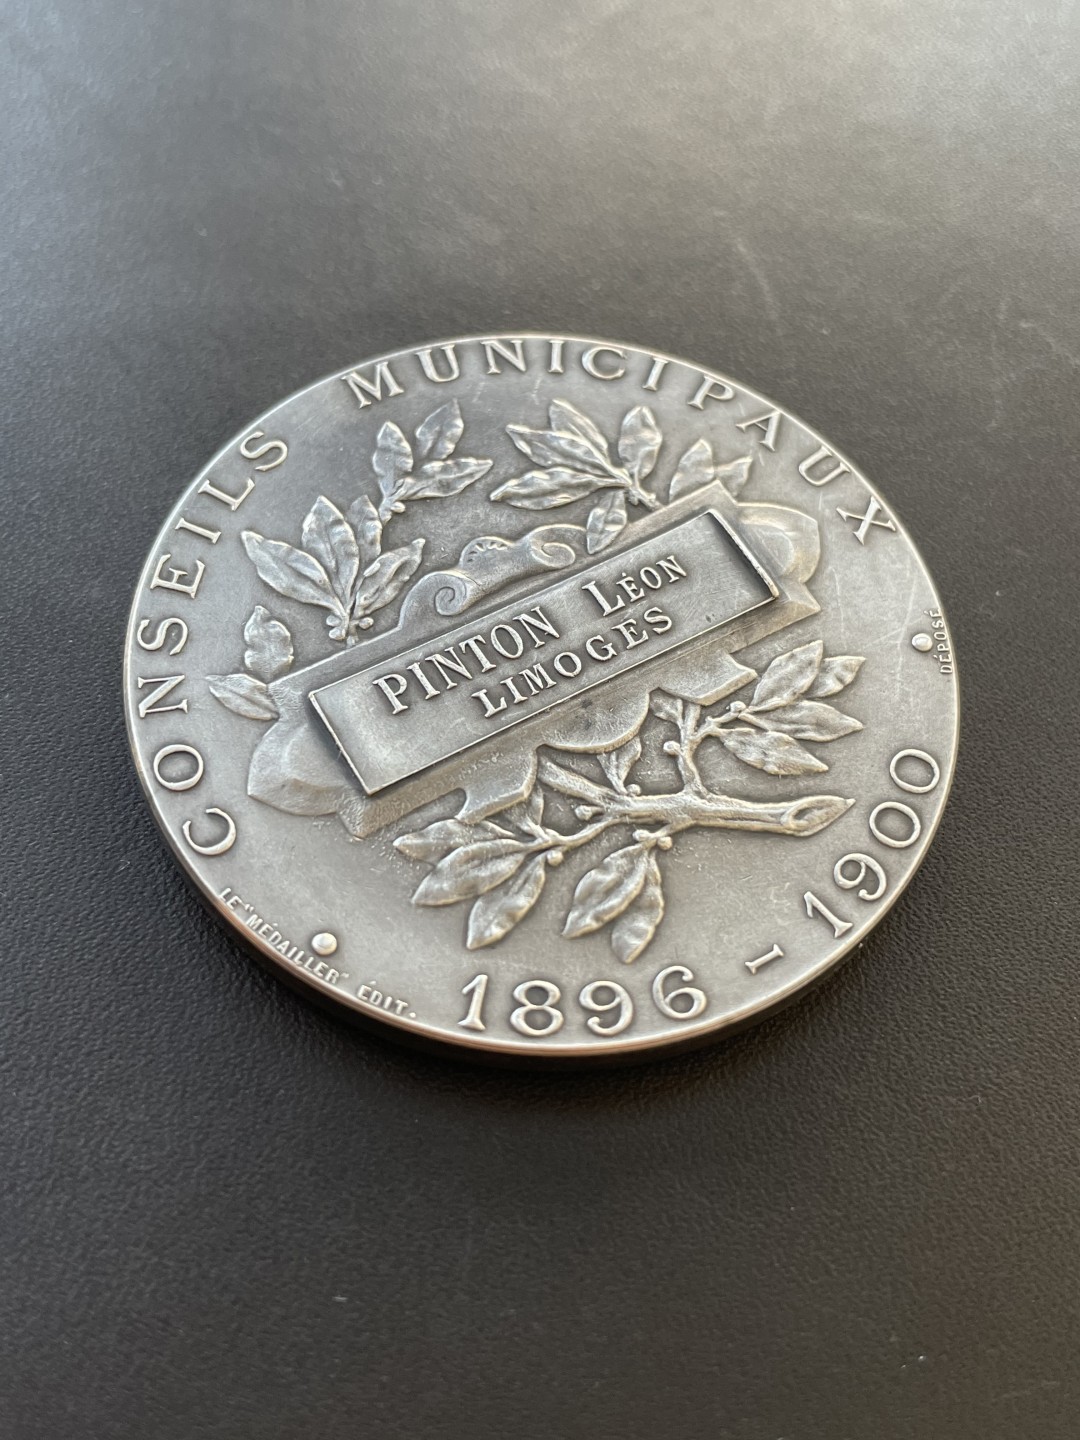 CONSEILS MUNICIPAUX
PINTON LÉON
LIMOGES
1896 - 1900
LE "MÉDAILLER" ÉDIT.
DÉPOSÉ